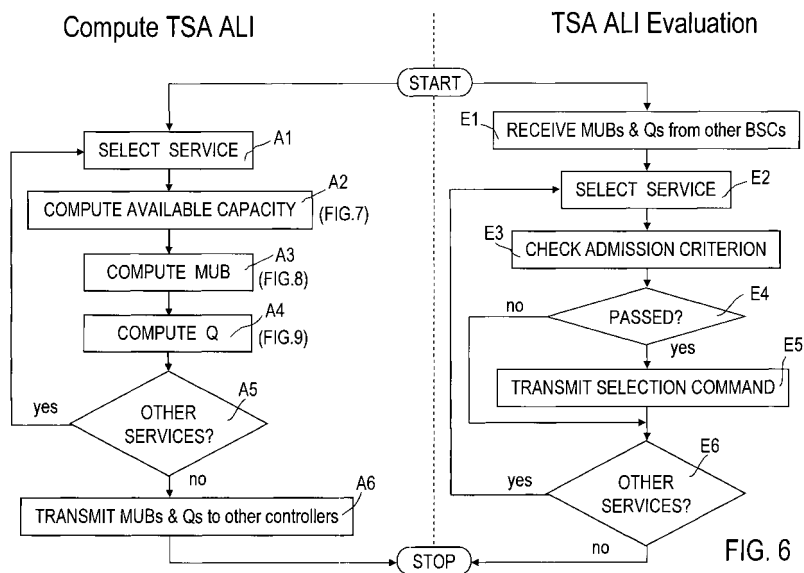 Compute TSA ALI
TSA ALI Evaluation
START
SELECT SERVICE
A1
COMPUTE AVAILABLE CAPACITY
A2
(FIG.7)
COMPUTE MUB
A3
(FIG.8)
COMPUTE Q
A4
(FIG.9)
OTHER
SERVICES?
A5
yes
no
TRANSMIT MUBs & Qs to other controllers
A6
E1
RECEIVE MUBs & Qs from other BSCs
SELECT SERVICE
E2
E3
CHECK ADMISSION CRITERION
PASSED?
E4
no
yes
E5
TRANSMIT SELECTION COMMAND
E6
OTHER
SERVICES?
yes
no
STOP
FIG. 6